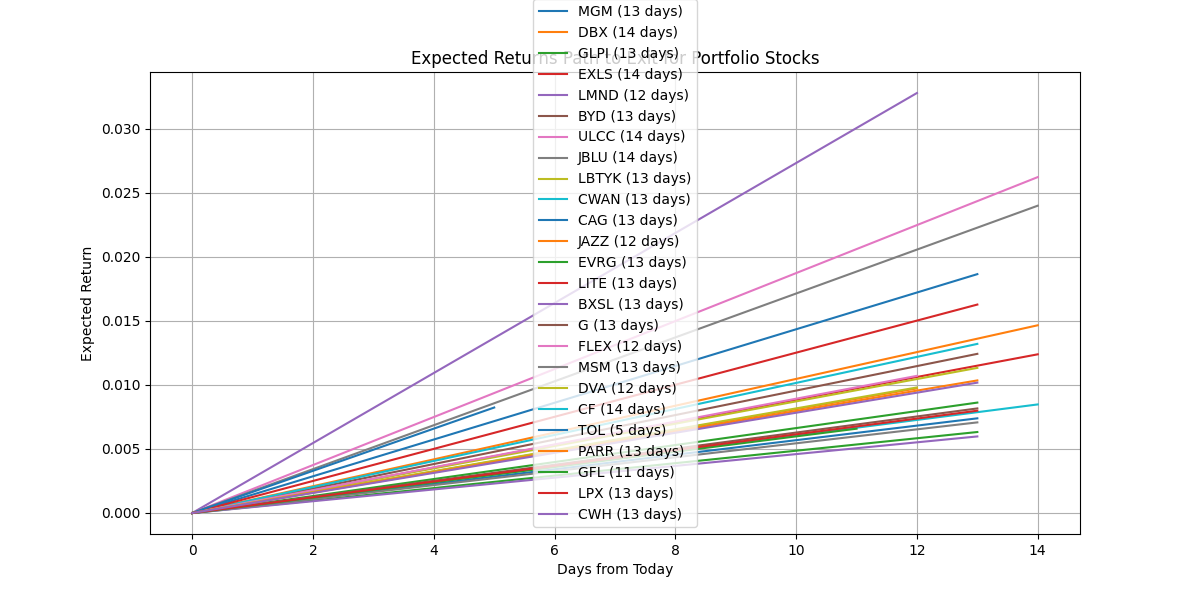 MGM (13 days)
DBX (14 days)
GLPI (13 days)
Expected Returns Path to Exit for Portfolio Stocks
EXLS (14 days)
LMND (12 days)
BYD (13 days)
ULCC (14 days)
JBLU (14 days)
LBTYK (13 days)
CWAN (13 days)
CAG (13 days)
JAZZ (12 days)
EVRG (13 days)
LITE (13 days)
BXSL (13 days)
G (13 days)
FLEX (12 days)
MSM (13 days)
DVA (12 days)
CF (14 days)
TOL (5 days)
PARR (13 days)
GFL (11 days)
LPX (13 days)
CWH (13 days)
Expected Return
0.030
0.025
0.020
0.015
0.010
0.005
0.000
0 2 4 6 8 10 12 14
Days from Today